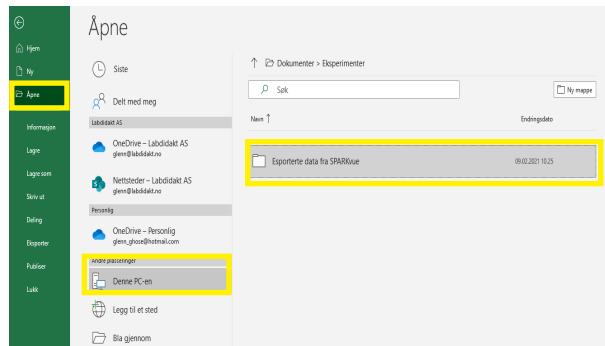 Åpne
Hjem
Ny
Åpne
Informasjon
Lagre
Lagre som
Skriv ut
Deling
Eksporter
Publiser
Lukk
Siste
Delt med meg
Labdidakt AS
OneDrive – Labdidakt AS
glenn@labdidakt.no
Nettsteder – Labdidakt AS
glenn@labdidakt.no
Personlig
OneDrive – Personlig
glenn_ghose@hotmail.com
Andre plasseringer
Denne PC-en
Legg til et sted
Bla gjennom
Dokumenter > Eksperimenter
Søk
Ny mappe
Navn
Endringsdato
Esporterte data fra SPARKvue
09.02.2021 10.25